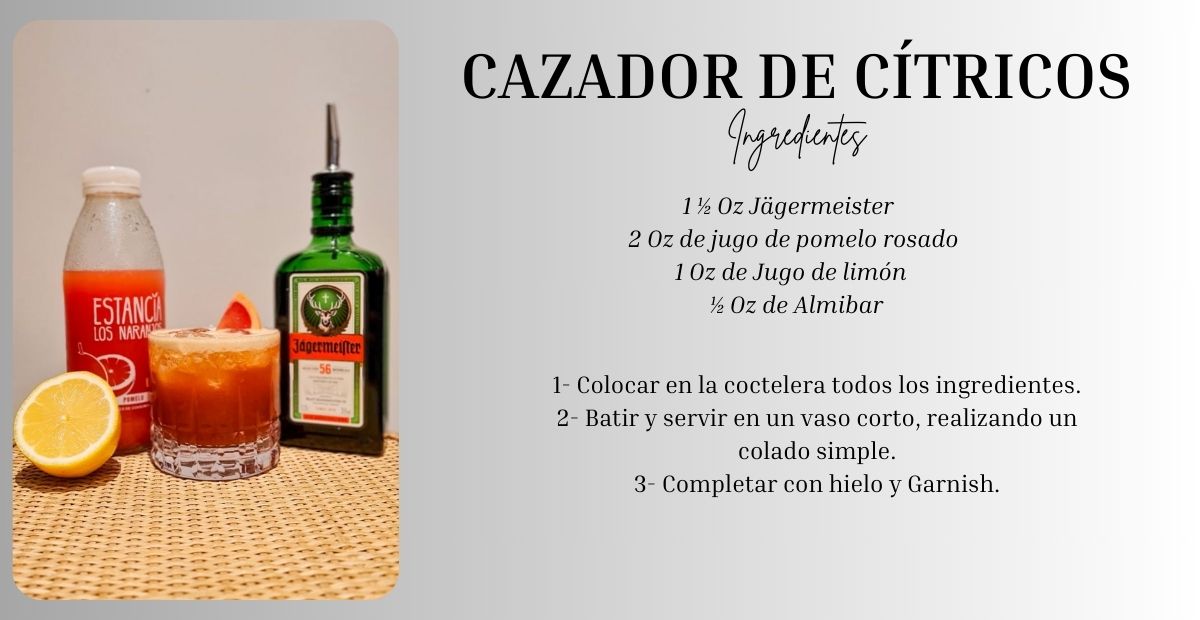 CAZADOR DE CÍTRICOS
Ingredientes
1 ½ Oz Jägermeister
2 Oz de jugo de pomelo rosado
1 Oz de Jugo de limón
½ Oz de Almibar
1- Colocar en la coctelera todos los ingredientes.
2- Batir y servir en un vaso corto, realizando un
colado simple.
3- Completar con hielo y Garnish.
ESTANCIA
LOS NARANJOS
POMELO
Jägermeister
56